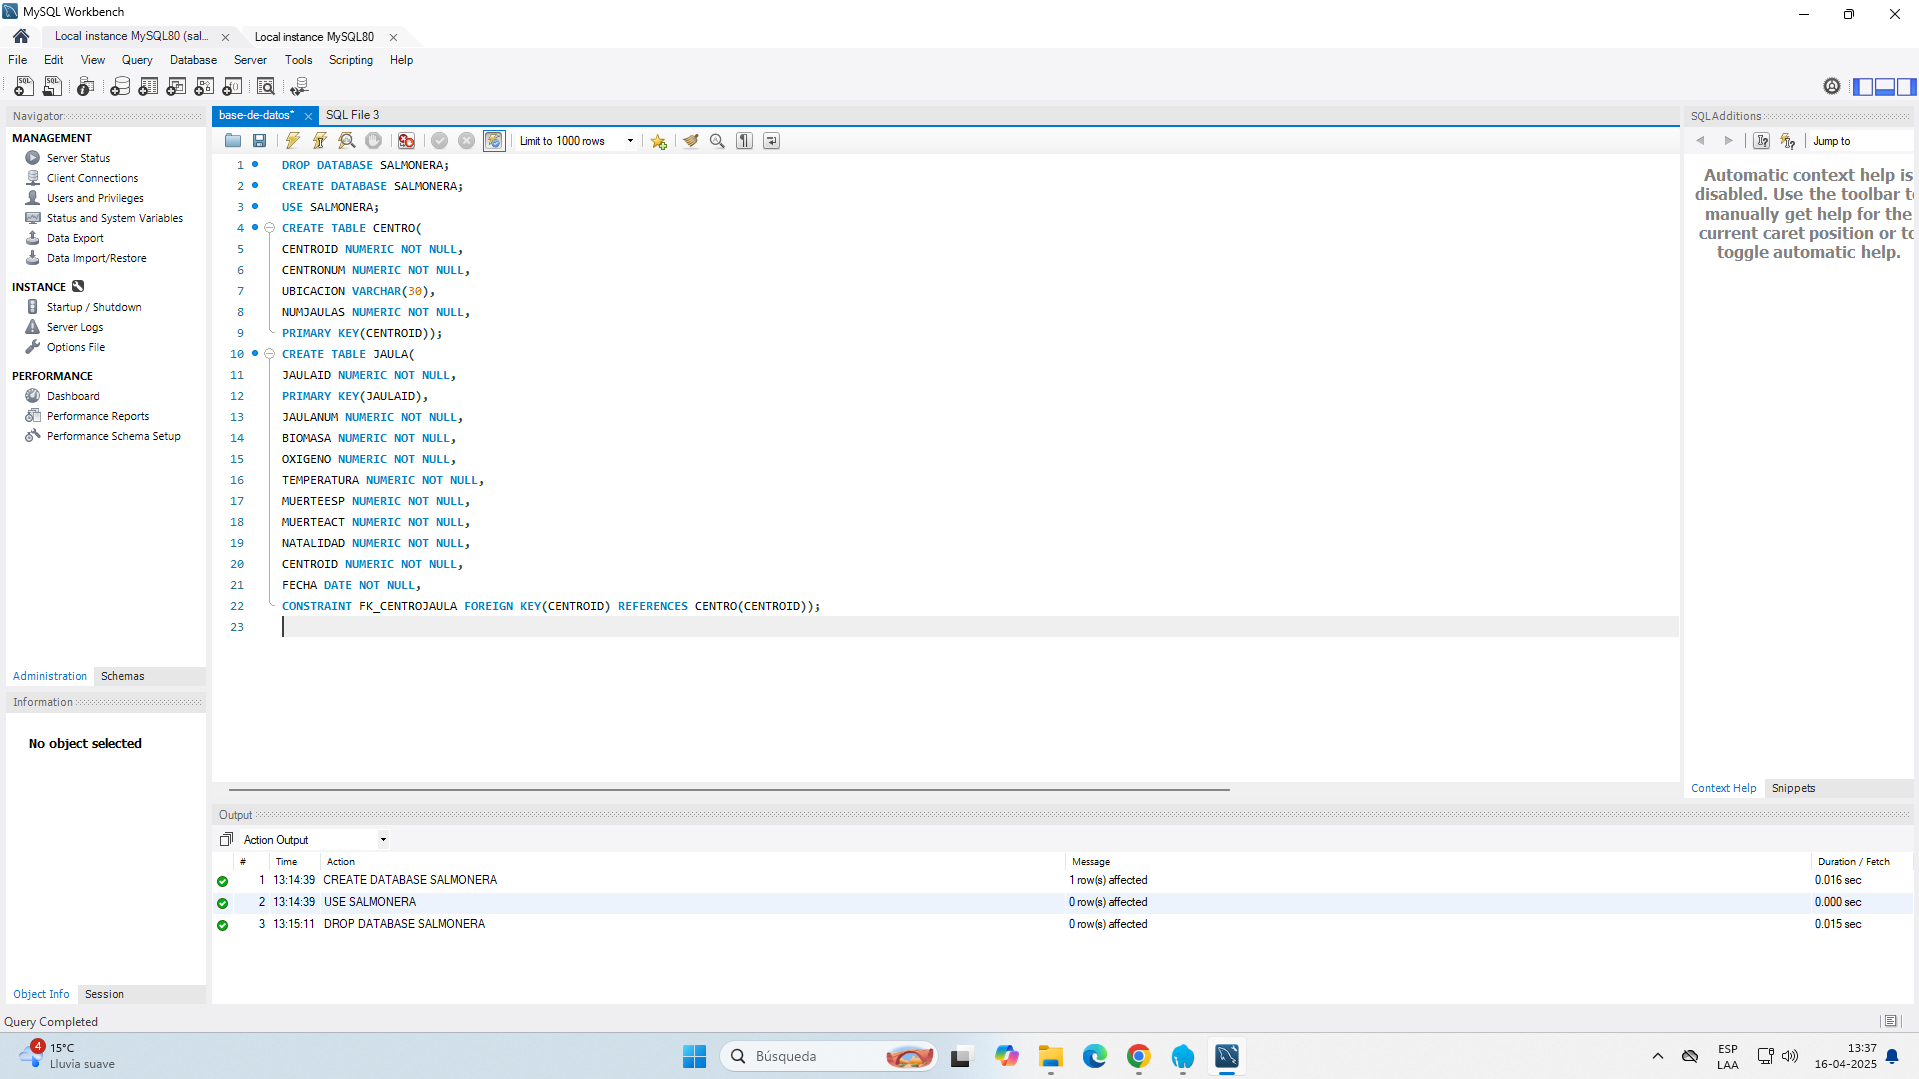 MySQL Workbench
Local instance MySQL80 (sal...
Local instance MySQL80
File Edit View Query Database Server Tools Scripting Help
Navigator
MANAGEMENT
Server Status
Client Connections
Users and Privileges
Status and System Variables
Data Export
Data Import/Restore
INSTANCE
Startup / Shutdown
Server Logs
Options File
PERFORMANCE
Dashboard
Performance Reports
Performance Schema Setup
Administration Schemas
Information
No object selected
Object Info Session
base-de-datos* SQL File 3
Limit to 1000 rows
1 DROP DATABASE SALMONERA;
2 CREATE DATABASE SALMONERA;
3 USE SALMONERA;
4 CREATE TABLE CENTRO(
5 CENTROID NUMERIC NOT NULL,
6 CENTRONUM NUMERIC NOT NULL,
7 UBICACION VARCHAR(30),
8 NUMJAULAS NUMERIC NOT NULL,
9 PRIMARY KEY(CENTROID));
10 CREATE TABLE JAULA(
11 JAULAID NUMERIC NOT NULL,
12 PRIMARY KEY(JAULAID),
13 JAULANUM NUMERIC NOT NULL,
14 BIOMASA NUMERIC NOT NULL,
15 OXIGENO NUMERIC NOT NULL,
16 TEMPERATURA NUMERIC NOT NULL,
17 MUERTEESP NUMERIC NOT NULL,
18 MUERTEACT NUMERIC NOT NULL,
19 NATALIDAD NUMERIC NOT NULL,
20 CENTROID NUMERIC NOT NULL,
21 FECHA DATE NOT NULL,
22 CONSTRAINT FK_CENTROJAULA FOREIGN KEY(CENTROID) REFERENCES CENTRO(CENTROID));
23
SQLAdditions
Jump to
Automatic context help is
disabled. Use the toolbar to
manually get help for the
current caret position or to
toggle automatic help.
Context Help Snippets
Output
Action Output
# Time Action Message Duration / Fetch
1 13:14:39 CREATE DATABASE SALMONERA 1 row(s) affected 0.016 sec
2 13:14:39 USE SALMONERA 0 row(s) affected 0.000 sec
3 13:15:11 DROP DATABASE SALMONERA 0 row(s) affected 0.015 sec
Query Completed
4
15°C
Lluvia suave
Búsqueda
ESP
LAA
13:37
16-04-2025